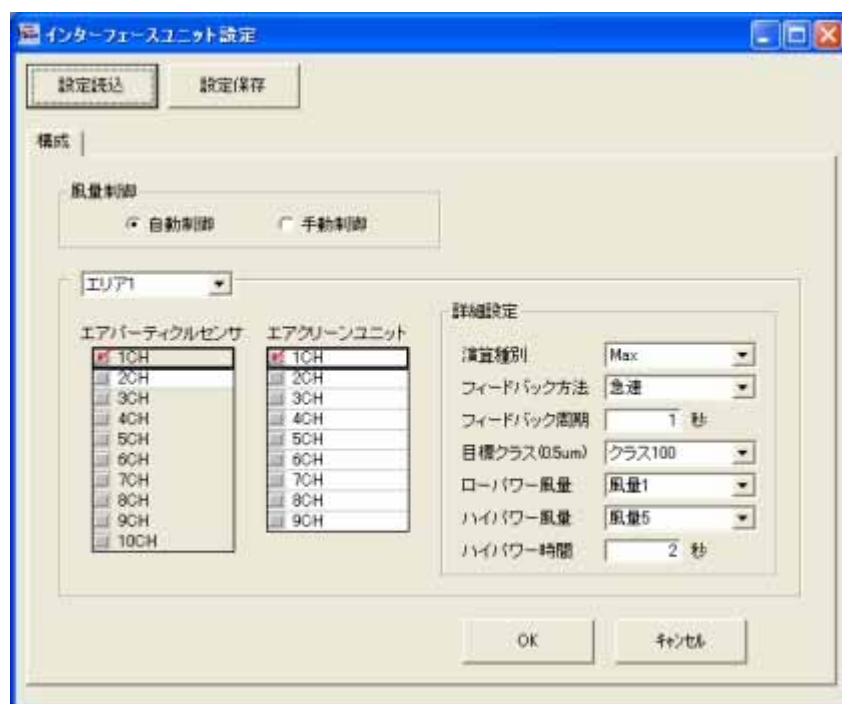 インターフェースユニット設定
設定読込 設定保存
構成
風量制御
自動制御 手動制御
エリア1
エアパーティクルセンサ エアクリーンユニット
1CH
2CH
3CH
4CH
5CH
6CH
7CH
8CH
9CH
10CH
1CH
2CH
3CH
4CH
5CH
6CH
7CH
8CH
9CH
詳細設定
演算種別 Max
フィードバック方法 急速
フィードバック周期 1 秒
目標クラス(0.5um) クラス100
ローパワー風量 風量1
ハイパワー風量 風量5
ハイパワー時間 2 秒
OK キャンセル